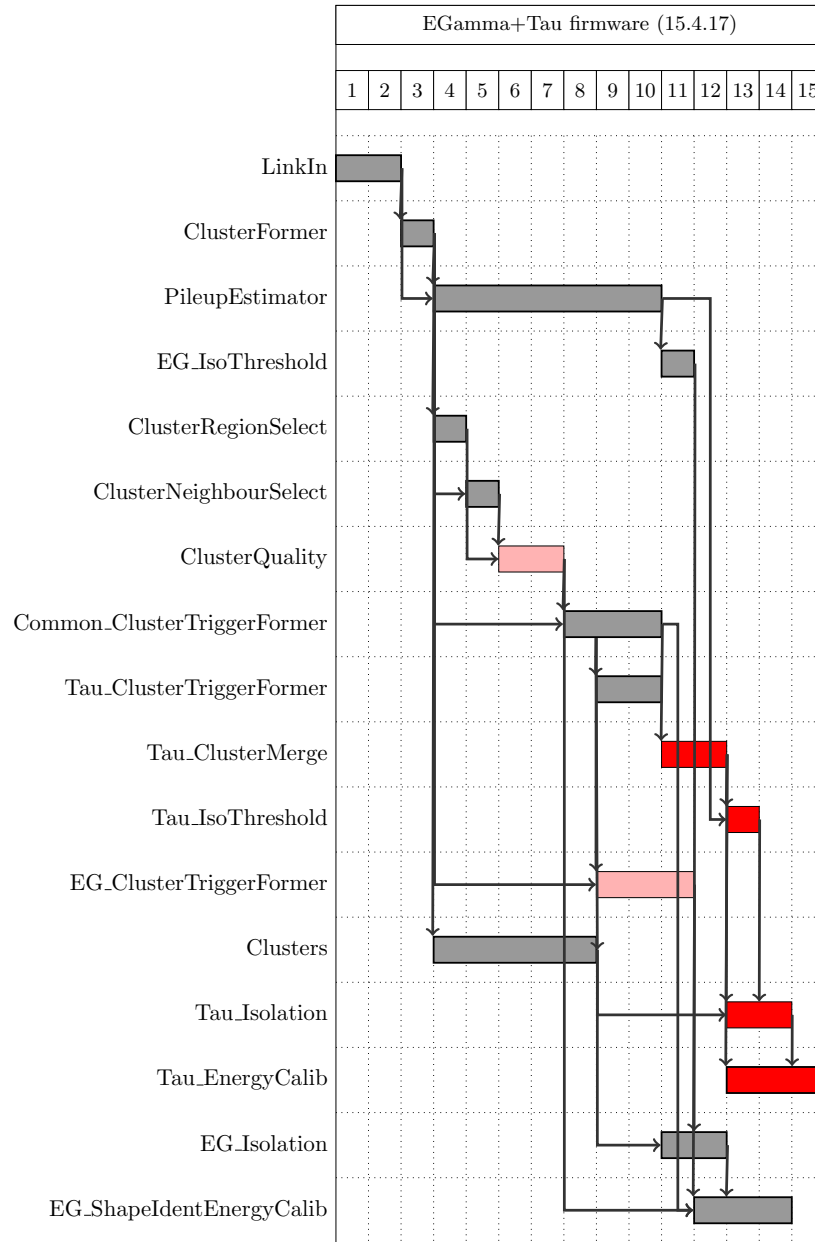 EGamma+Tau firmware (15.4.17)
1 2 3 4 5 6 7 8 9 10 11 12 13 14 15
LinkIn
ClusterFormer
PileupEstimator
EG_IsoThreshold
ClusterRegionSelect
ClusterNeighbourSelect
ClusterQuality
Common_ClusterTriggerFormer
Tau_ClusterTriggerFormer
Tau_ClusterMerge
Tau_IsoThreshold
EG_ClusterTriggerFormer
Clusters
Tau_Isolation
Tau_EnergyCalib
EG_Isolation
EG_ShapeIdentEnergyCalib